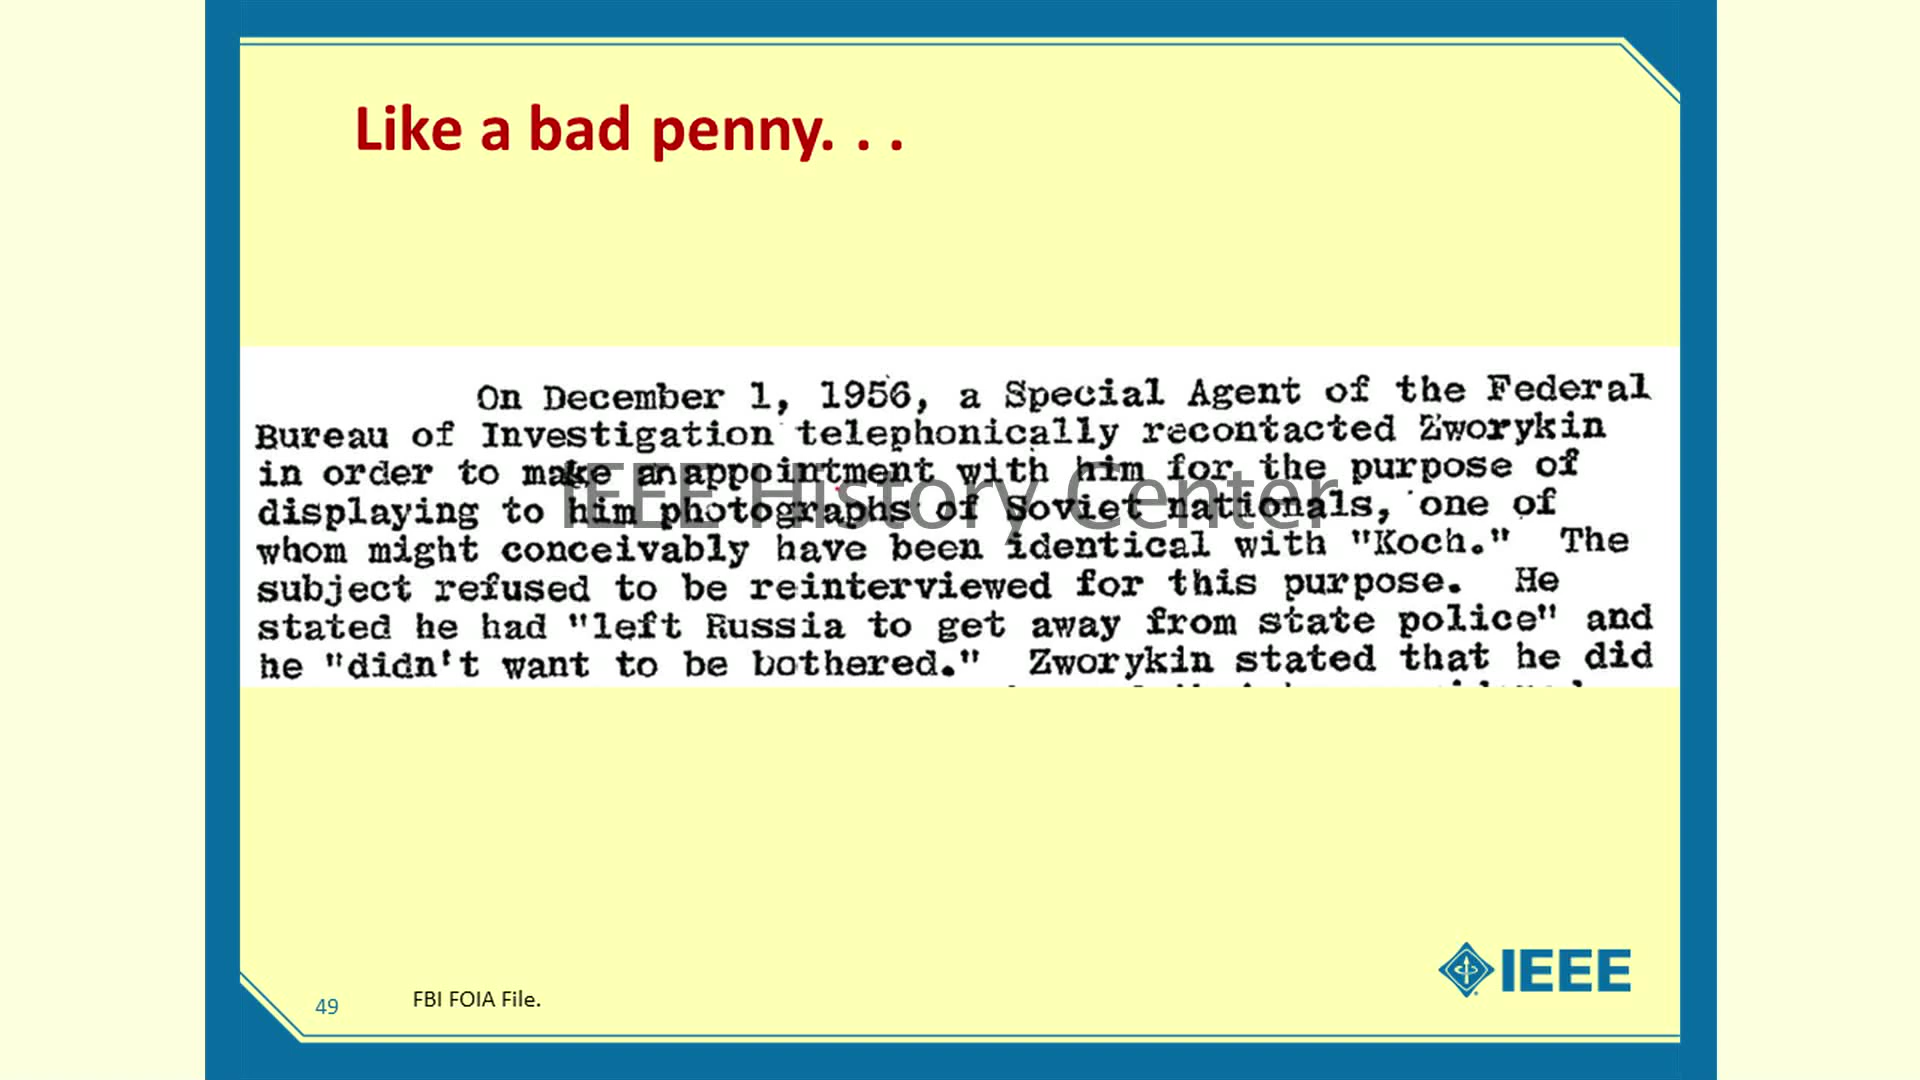 Like a bad penny. . .
On December 1, 1956, a Special Agent of the Federal
Bureau of Investigation telephonically recontacted Zworykin
in order to make an appointment with him for the purpose of
displaying to him photographs of Soviet nationals, one of
whom might conceivably have been identical with "Koch." The
subject refused to be reinterviewed for this purpose. He
stated he had "left Russia to get away from state police" and
he "didn't want to be bothered." Zworykin stated that he did
IEEE History Center
IEEE
49
FBI FOIA File.